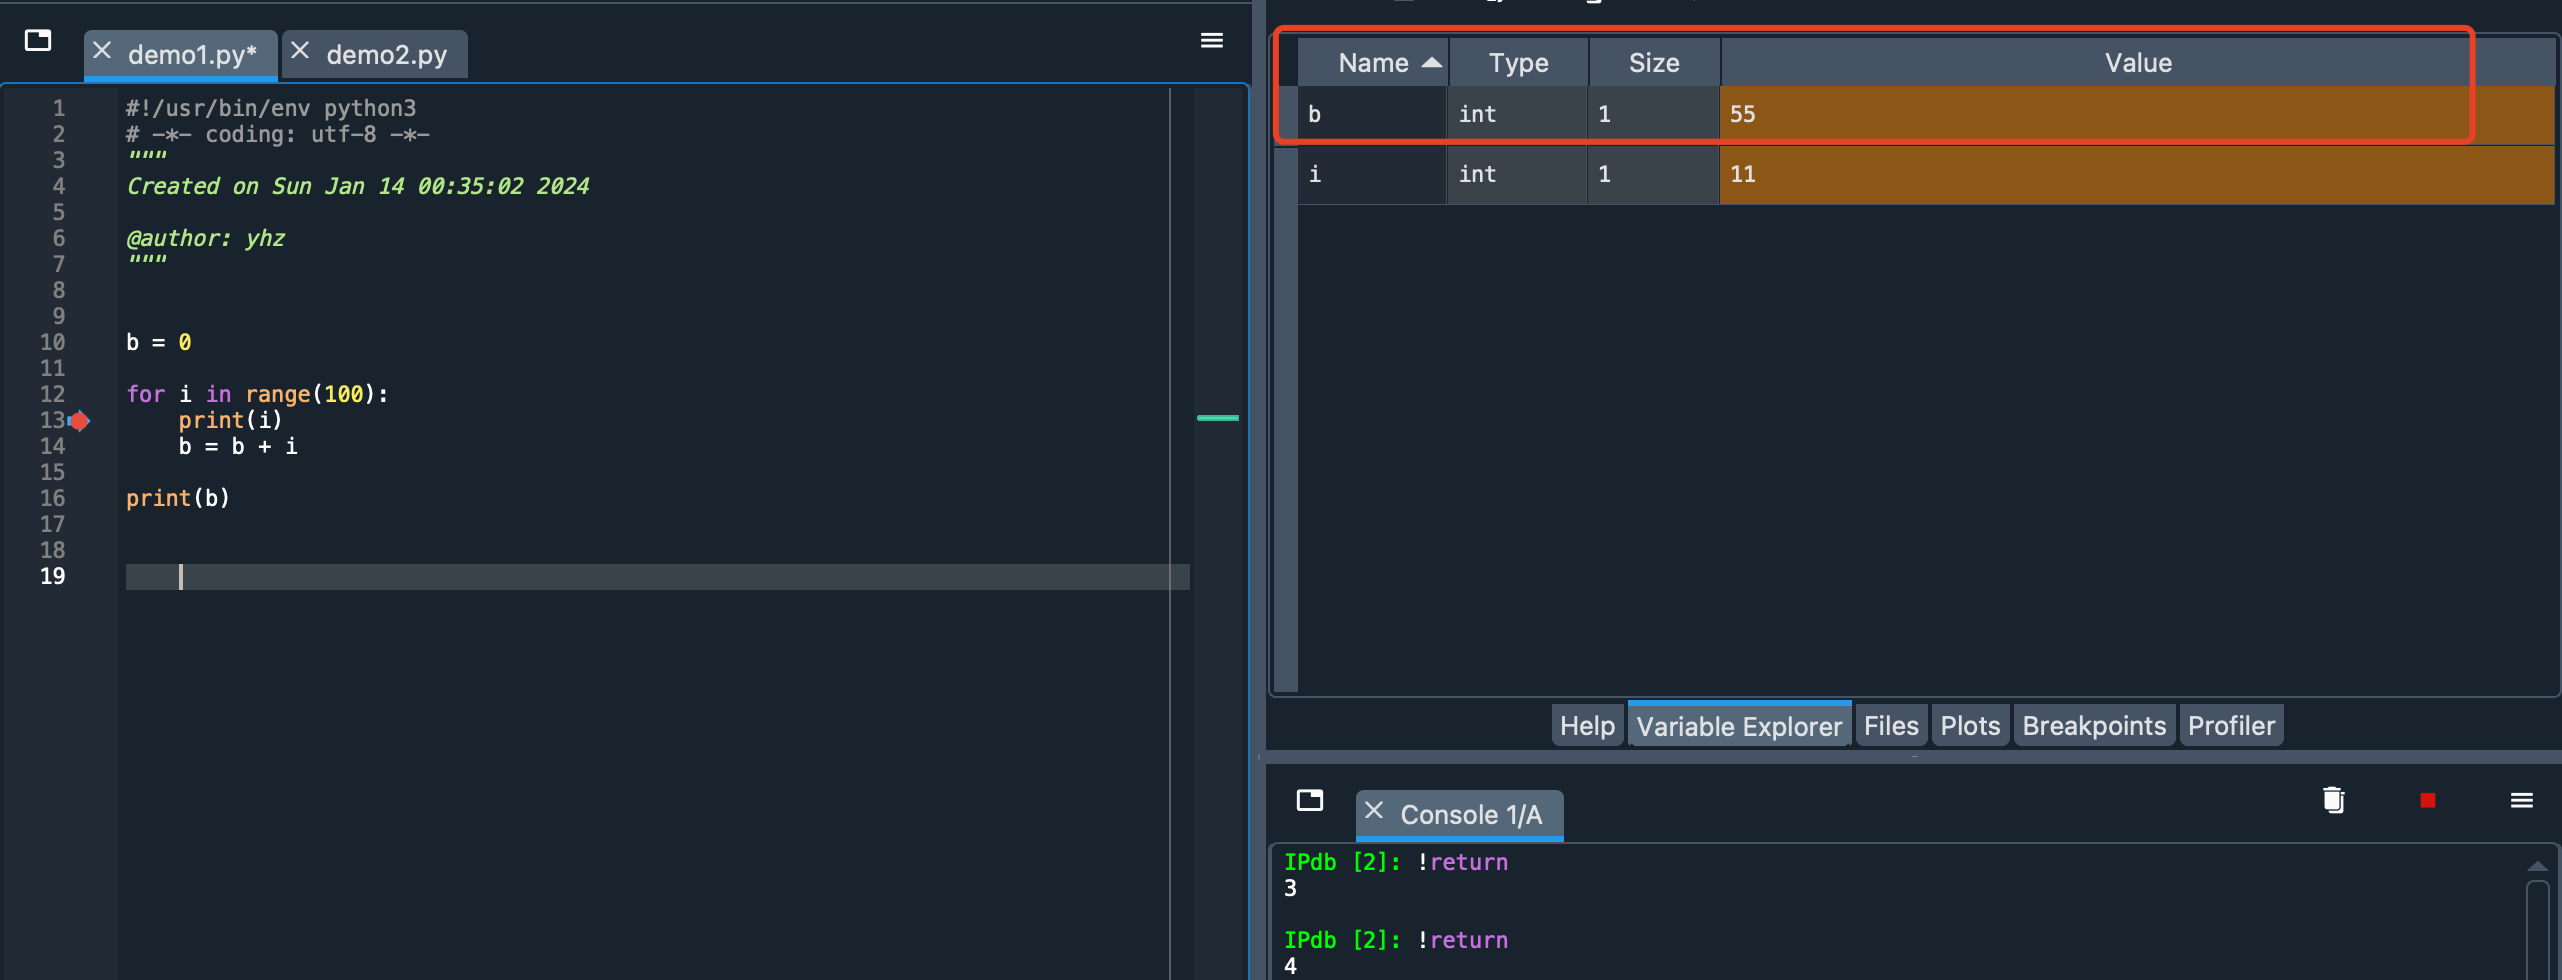 demo1.py*
demo2.py
1 #!/usr/bin/env python3
2 # -*- coding: utf-8 -*-
3 """
4 Created on Sun Jan 14 00:35:02 2024
5
6 @author: yhz
7 """
8
9
10 b = 0
11
12 for i in range(100):
13     print(i)
14     b = b + i
15
16 print(b)
17
18
19
Name Type Size Value
b int 1 55
i int 1 11
Help Variable Explorer Files Plots Breakpoints Profiler
Console 1/A
IPdb [2]: !return
3
IPdb [2]: !return
4